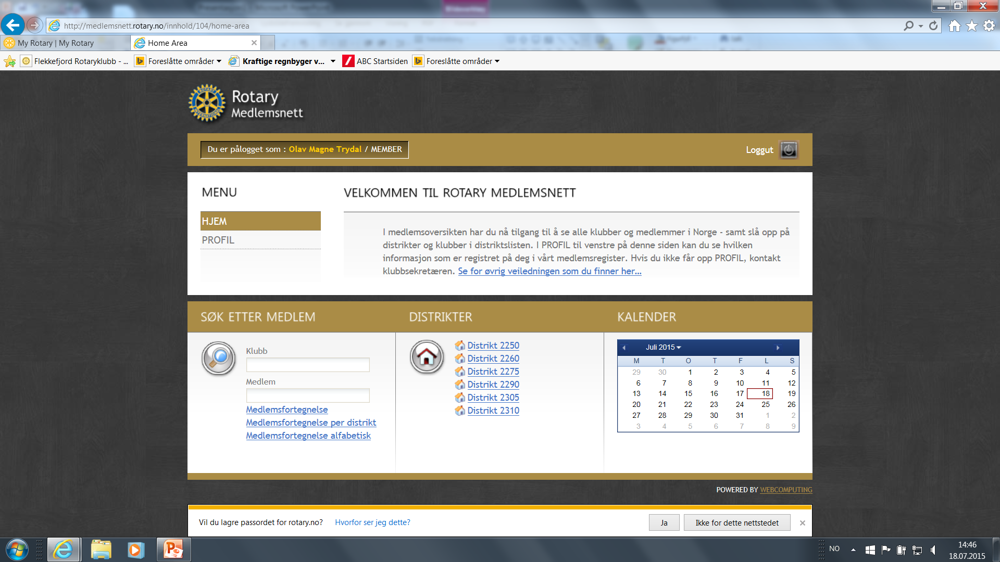 http://medlemsnett.rotary.no/innhold/104/home-area
My Rotary | My Rotary
Home Area
Flekkefjord Rotaryklubb - ...
Foreslåtte områder
Kraftige regnbyger v...
ABC Startsiden
Foreslåtte områder
Rotary
Medlemsnett
Du er pålogget som : Olav Magne Trydal / MEMBER
Loggut
MENU
HJEM
PROFIL
VELKOMMEN TIL ROTARY MEDLEMSNETT
I medlemsoversikten har du nå tilgang til å se alle klubber og medlemmer i Norge - samt slå opp på
distrikter og klubber i distriktslisten. I PROFIL til venstre på denne siden kan du se hvilken
informasjon som er registret på deg i vårt medlemsregister. Hvis du ikke får opp PROFIL, kontakt
klubbsekretæren. Se for øvrig veiledningen som du finner her...
SØK ETTER MEDLEM
Klubb
Medlem
Medlemsfortegnelse
Medlemsfortegnelse per distrikt
Medlemsfortegnelse alfabetisk
DISTRIKTER
Distrikt 2250
Distrikt 2260
Distrikt 2275
Distrikt 2290
Distrikt 2305
Distrikt 2310
KALENDER
Juli 2015
M T O T F L S
29 30 1 2 3 4 5
6 7 8 9 10 11 12
13 14 15 16 17 18 19
20 21 22 23 24 25 26
27 28 29 30 31 1 2
3 4 5 6 7 8 9
POWERED BY WEBCOMPUTING
Vil du lagre passordet for rotary.no?
Hvorfor ser jeg dette?
Ja
Ikke for dette nettstedet
NO
14:46
18.07.2015